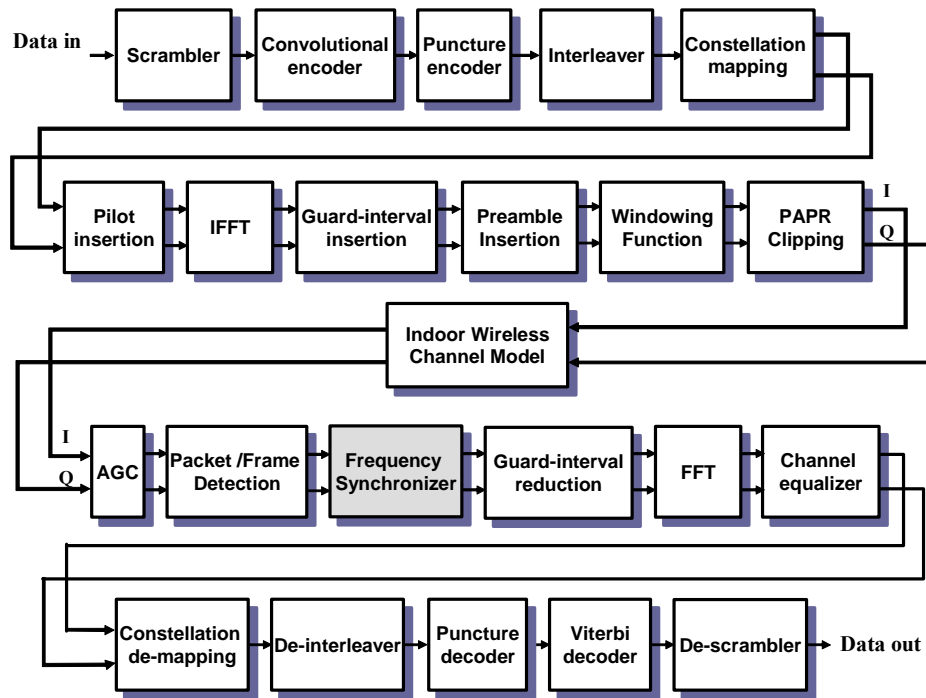 Data in
Scrambler
Convolutional
encoder
Puncture
encoder
Interleaver
Constellation
mapping
Pilot
insertion
IFFT
Guard-interval
insertion
Preamble
Insertion
Windowing
Function
PAPR
Clipping
I
Q
Indoor Wireless
Channel Model
I
Q
AGC
Packet /Frame
Detection
Frequency
Synchronizer
Guard-interval
reduction
FFT
Channel
equalizer
Constellation
de-mapping
De-interleaver
Puncture
decoder
Viterbi
decoder
De-scrambler
Data out